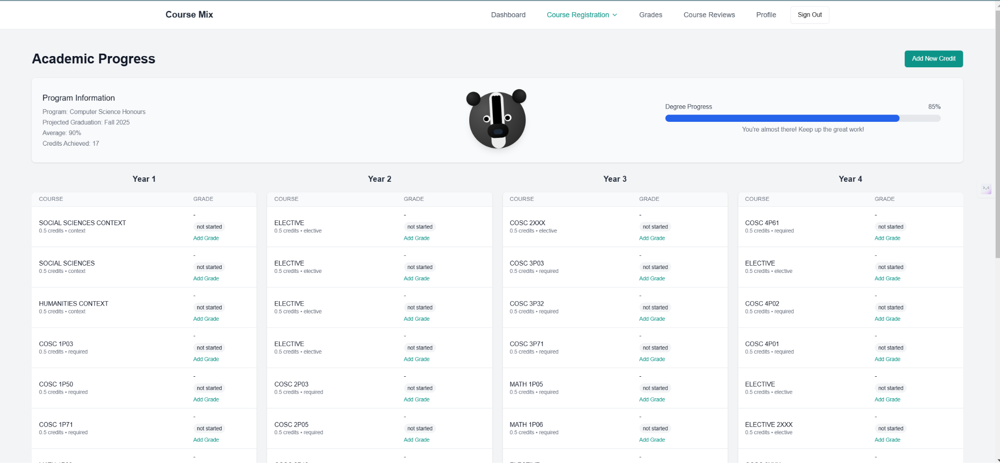 Course Mix
Dashboard
Course Registration
Grades
Course Reviews
Profile
Sign Out
Academic Progress
Add New Credit
Program Information
Program: Computer Science Honours
Projected Graduation: Fall 2025
Average: 90%
Credits Achieved: 17
Degree Progress 85%
You're almost there! Keep up the great work!
Year 1
COURSE GRADE
-
SOCIAL SCIENCES CONTEXT
0.5 credits • context
not started
Add Grade
-
SOCIAL SCIENCES
0.5 credits • context
not started
Add Grade
-
HUMANITIES CONTEXT
0.5 credits • context
not started
Add Grade
-
COSC 1P03
0.5 credits • required
not started
Add Grade
-
COSC 1P50
0.5 credits • required
not started
Add Grade
-
COSC 1P71
0.5 credits • required
not started
Add Grade
-
Year 2
COURSE GRADE
-
ELECTIVE
0.5 credits • elective
not started
Add Grade
-
ELECTIVE
0.5 credits • elective
not started
Add Grade
-
ELECTIVE
0.5 credits • elective
not started
Add Grade
-
ELECTIVE
0.5 credits • elective
not started
Add Grade
-
COSC 2P03
0.5 credits • required
not started
Add Grade
-
COSC 2P05
0.5 credits • required
not started
Add Grade
-
Year 3
COURSE GRADE
-
COSC 2XXX
0.5 credits • elective
not started
Add Grade
-
COSC 3P03
0.5 credits • required
not started
Add Grade
-
COSC 3P32
0.5 credits • required
not started
Add Grade
-
COSC 3P71
0.5 credits • required
not started
Add Grade
-
MATH 1P05
0.5 credits • required
not started
Add Grade
-
MATH 1P06
0.5 credits • required
not started
Add Grade
-
Year 4
COURSE GRADE
-
COSC 4P61
0.5 credits • required
not started
Add Grade
-
ELECTIVE
0.5 credits • elective
not started
Add Grade
-
COSC 4P02
0.5 credits • required
not started
Add Grade
-
COSC 4P01
0.5 credits • required
not started
Add Grade
-
ELECTIVE
0.5 credits • elective
not started
Add Grade
-
ELECTIVE 2XXX
0.5 credits • elective
not started
Add Grade
-